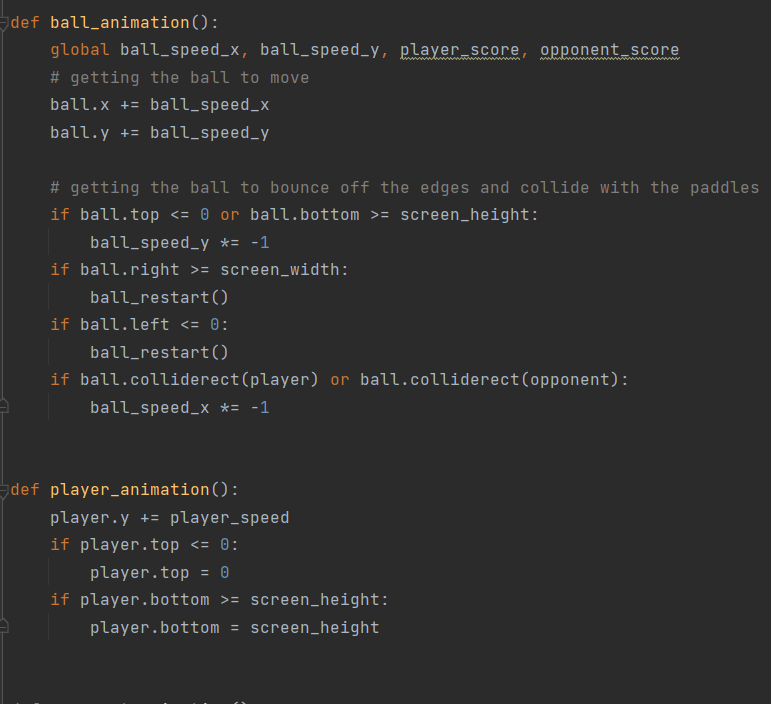 def ball_animation():
    global ball_speed_x, ball_speed_y, player_score, opponent_score
    # getting the ball to move
    ball.x += ball_speed_x
    ball.y += ball_speed_y

    # getting the ball to bounce off the edges and collide with the paddles
    if ball.top <= 0 or ball.bottom >= screen_height:
        ball_speed_y *= -1
    if ball.right >= screen_width:
        ball_restart()
    if ball.left <= 0:
        ball_restart()
    if ball.colliderect(player) or ball.colliderect(opponent):
        ball_speed_x *= -1


def player_animation():
    player.y += player_speed
    if player.top <= 0:
        player.top = 0
    if player.bottom >= screen_height:
        player.bottom = screen_height